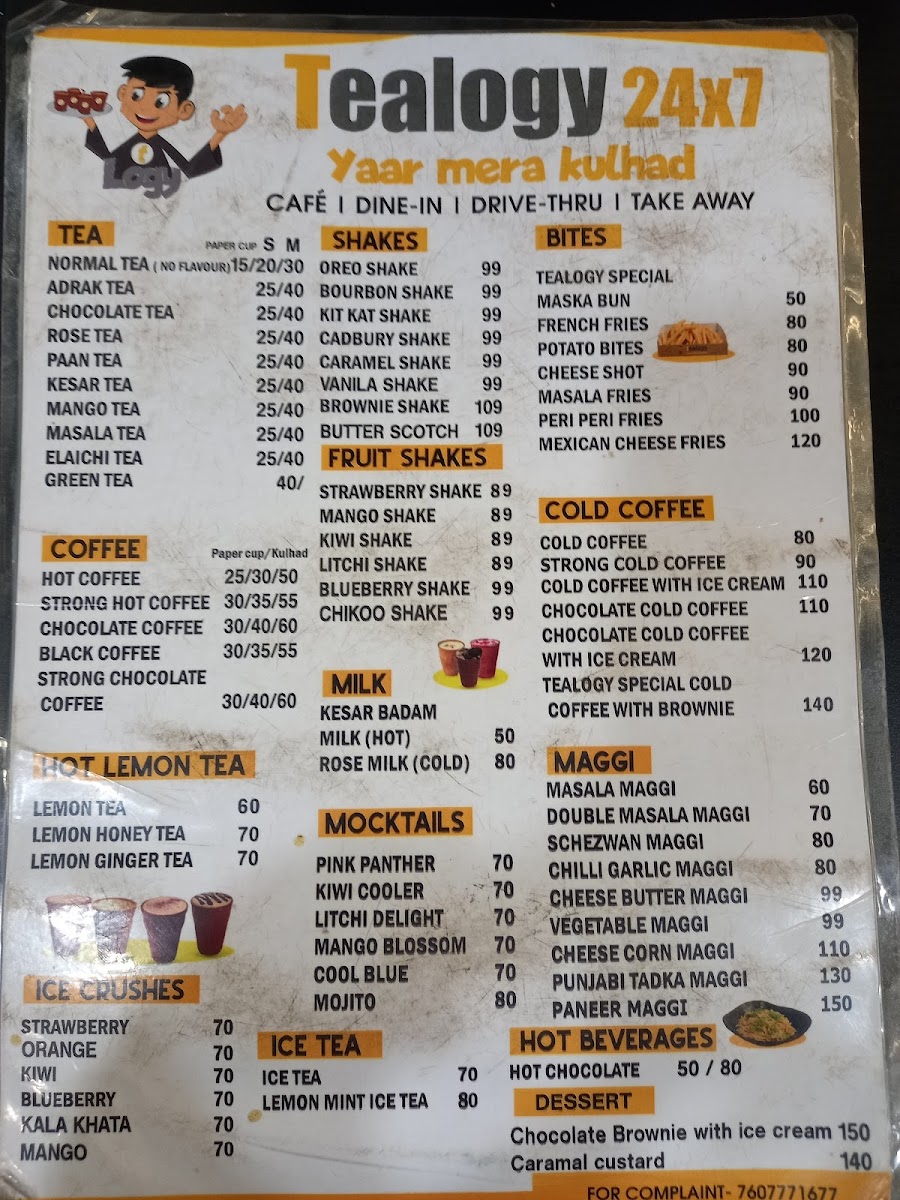 Tealogy 24x7
t
Logy
Yaar mera kulhad
CAFÉ | DINE-IN | DRIVE-THRU | TAKE AWAY
TEA
PAPER CUP S M
NORMAL TEA ( NO FLAVOUR) 15/20/30
ADRAK TEA 25/40
CHOCOLATE TEA 25/40
ROSE TEA 25/40
PAAN TEA 25/40
KESAR TEA 25/40
MANGO TEA 25/40
MASALA TEA 25/40
ELAICHI TEA 25/40
GREEN TEA 40/
COFFEE
Paper cup/Kulhad
HOT COFFEE 25/30/50
STRONG HOT COFFEE 30/35/55
CHOCOLATE COFFEE 30/40/60
BLACK COFFEE 30/35/55
STRONG CHOCOLATE
COFFEE 30/40/60
HOT LEMON TEA
LEMON TEA 60
LEMON HONEY TEA 70
LEMON GINGER TEA 70
ICE CRUSHES
STRAWBERRY 70
ORANGE 70
KIWI 70
BLUEBERRY 70
KALA KHATA 70
MANGO 70
SHAKES
OREO SHAKE 99
BOURBON SHAKE 99
KIT KAT SHAKE 99
CADBURY SHAKE 99
CARAMEL SHAKE 99
VANILA SHAKE 99
BROWNIE SHAKE 109
BUTTER SCOTCH 109
FRUIT SHAKES
STRAWBERRY SHAKE 89
MANGO SHAKE 89
KIWI SHAKE 89
LITCHI SHAKE 89
BLUEBERRY SHAKE 99
CHIKOO SHAKE 99
MILK
KESAR BADAM
MILK (HOT) 50
ROSE MILK (COLD) 80
MOCKTAILS
PINK PANTHER 70
KIWI COOLER 70
LITCHI DELIGHT 70
MANGO BLOSSOM 70
COOL BLUE 70
MOJITO 80
ICE TEA
ICE TEA 70
LEMON MINT ICE TEA 80
BITES
TEALOGY SPECIAL
MASKA BUN 50
FRENCH FRIES 80
POTATO BITES 80
CHEESE SHOT 90
MASALA FRIES 90
PERI PERI FRIES 100
MEXICAN CHEESE FRIES 120
COLD COFFEE
COLD COFFEE 80
STRONG COLD COFFEE 90
COLD COFFEE WITH ICE CREAM 110
CHOCOLATE COLD COFFEE 110
CHOCOLATE COLD COFFEE
WITH ICE CREAM 120
TEALOGY SPECIAL COLD
COFFEE WITH BROWNIE 140
MAGGI
MASALA MAGGI 60
DOUBLE MASALA MAGGI 70
SCHEZWAN MAGGI 80
CHILLI GARLIC MAGGI 80
CHEESE BUTTER MAGGI 99
VEGETABLE MAGGI 99
CHEESE CORN MAGGI 110
PUNJABI TADKA MAGGI 130
PANEER MAGGI 150
HOT BEVERAGES
HOT CHOCOLATE 50 / 80
DESSERT
Chocolate Brownie with ice cream 150
Caramal custard 140
FOR COMPLAINT- 7607771677